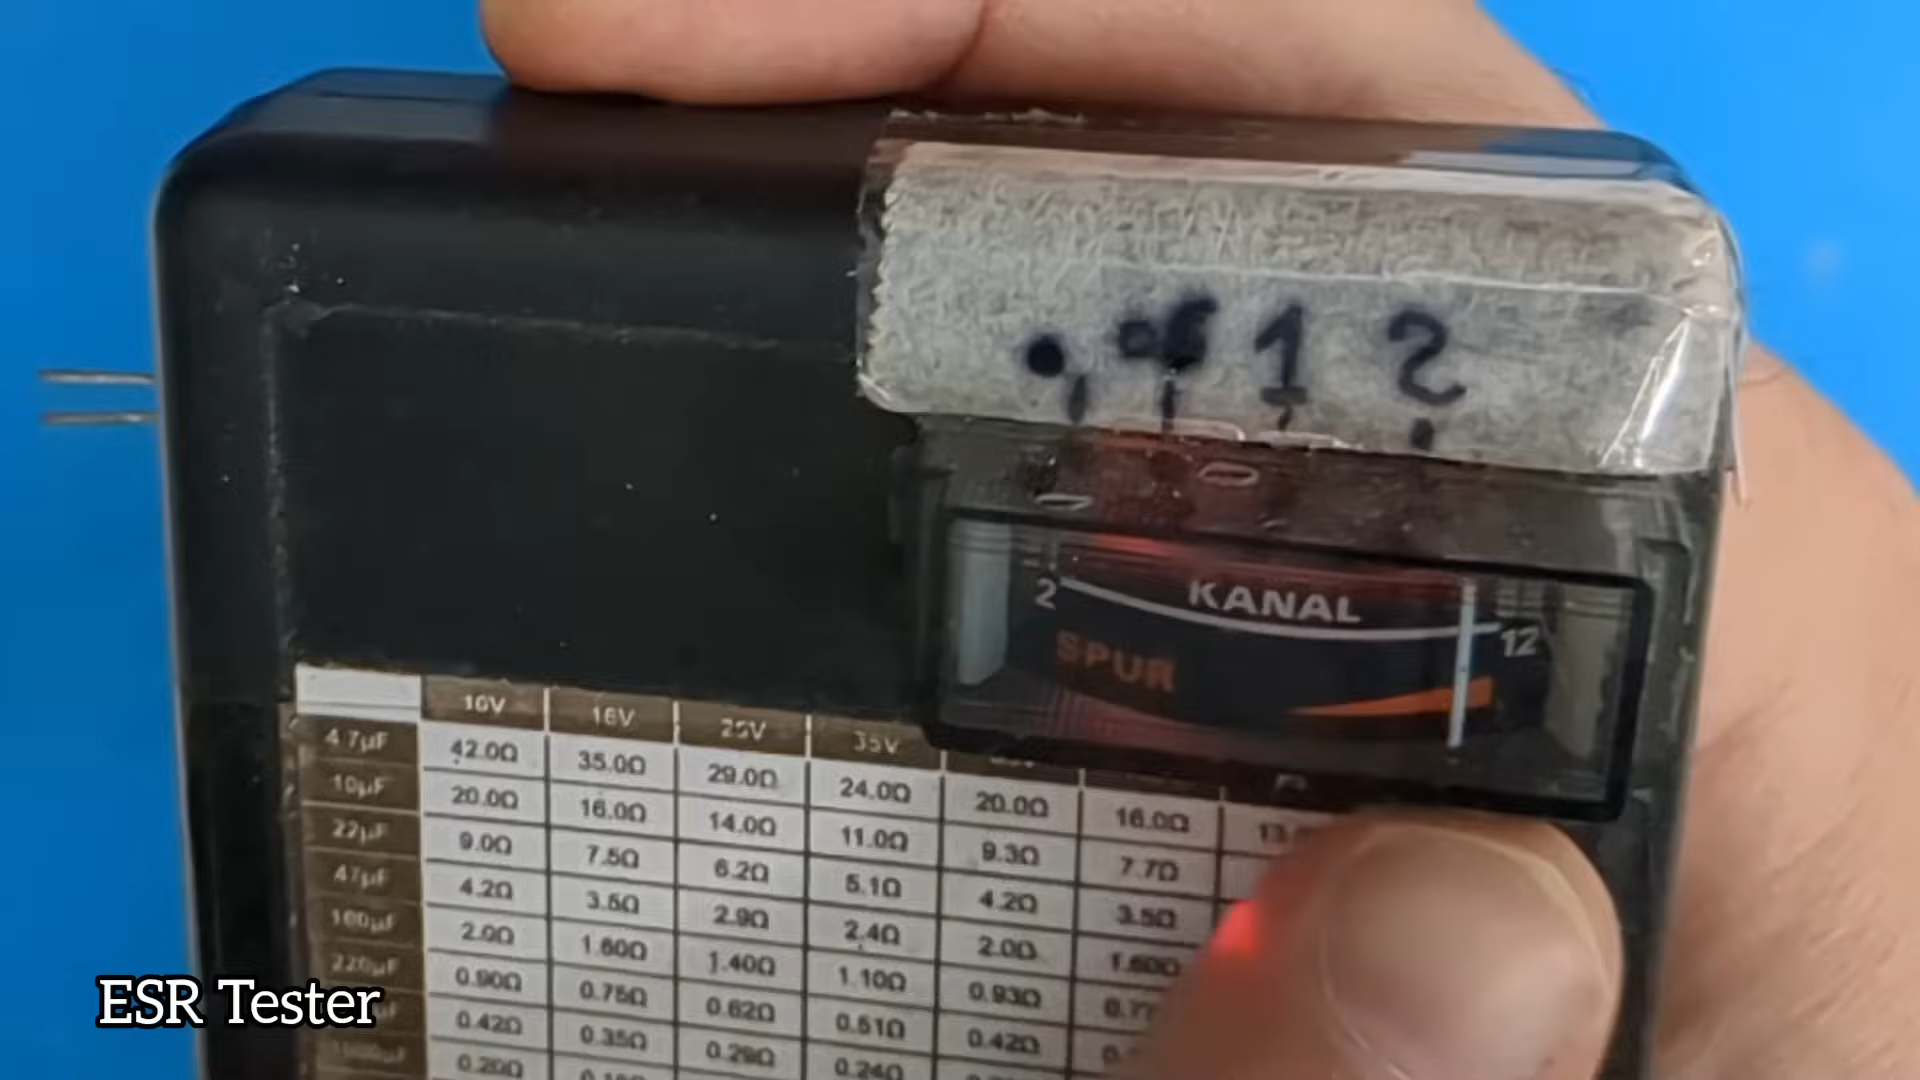 1 2
KANAL
2 12
SPUR
10V 16V 25V 35V
4.7µF 42.0Ω 35.0Ω 29.0Ω 24.0Ω 20.0Ω 16.0Ω
10µF 20.0Ω 16.0Ω 14.0Ω 11.0Ω 9.3Ω 7.7Ω
22µF 9.0Ω 7.5Ω 6.2Ω 5.1Ω 4.2Ω 3.5Ω
47µF 4.2Ω 3.5Ω 2.9Ω 2.4Ω 2.0Ω 1.60Ω
100µF 2.0Ω 1.60Ω 1.40Ω 1.10Ω 0.93Ω
220µF 0.90Ω 0.75Ω 0.62Ω 0.51Ω 0.42Ω
0.42Ω 0.35Ω 0.29Ω 0.24Ω
0.20Ω
ESR Tester